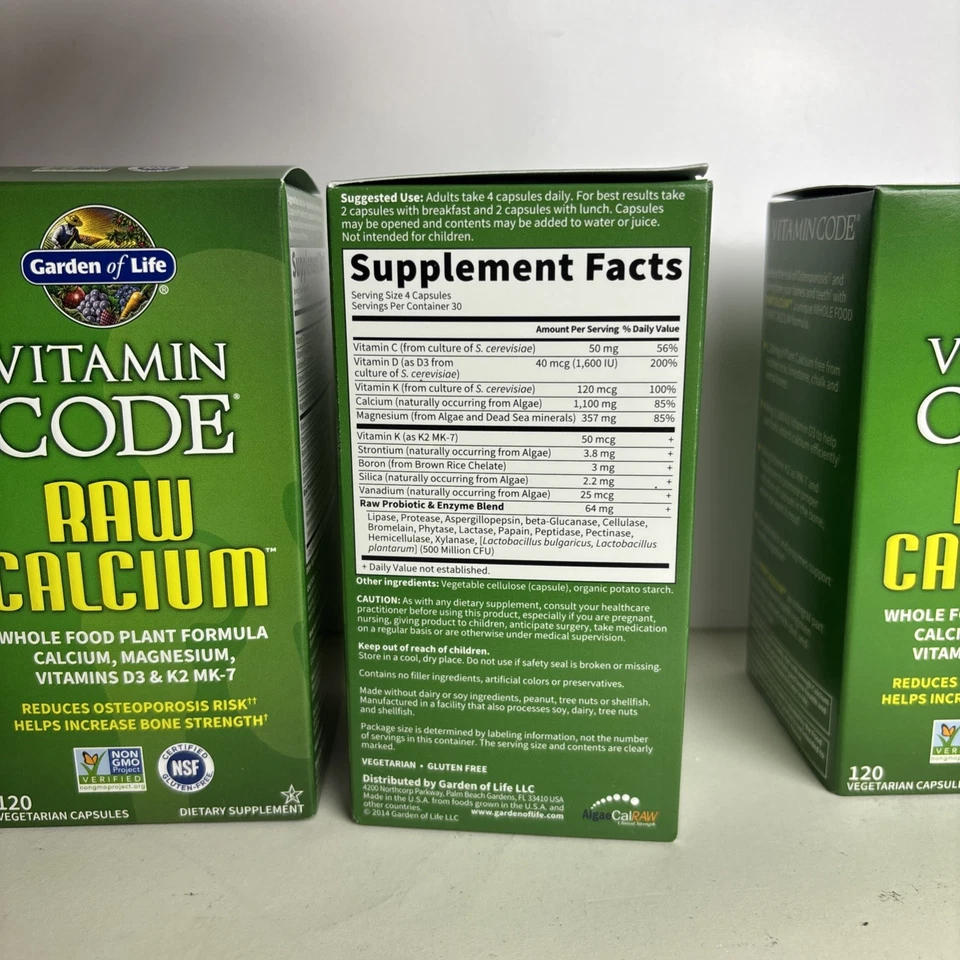 Garden of Life
®
VITAMIN
CODE®
RAW
CALCIUM™
WHOLE FOOD PLANT FORMULA
CALCIUM, MAGNESIUM,
VITAMINS D3 & K2 MK-7
REDUCES OSTEOPOROSIS RISK††
HELPS INCREASE BONE STRENGTH†
NON
GMO
Project
VERIFIED
nongmoproject.org
CERTIFIED
NSF
GLUTEN-FREE
120
VEGETARIAN CAPSULES
DIETARY SUPPLEMENT
Suggested Use: Adults take 4 capsules daily. For best results take
2 capsules with breakfast and 2 capsules with lunch. Capsules
may be opened and contents may be added to water or juice.
Not intended for children.
Supplement Facts
Serving Size 4 Capsules
Servings Per Container 30
Amount Per Serving % Daily Value
Vitamin C (from culture of S. cerevisiae) 50 mg 56%
Vitamin D (as D3 from 40 mcg (1,600 IU) 200%
culture of S. cerevisiae)
Vitamin K (from culture of S. cerevisiae) 120 mcg 100%
Calcium (naturally occurring from Algae) 1,100 mg 85%
Magnesium (from Algae and Dead Sea minerals) 357 mg 85%
Vitamin K (as K2 MK-7) 50 mcg +
Strontium (naturally occurring from Algae) 3.8 mg +
Boron (from Brown Rice Chelate) 3 mg +
Silica (naturally occurring from Algae) 2.2 mg +
Vanadium (naturally occurring from Algae) 25 mcg +
Raw Probiotic & Enzyme Blend 64 mg +
Lipase, Protease, Aspergillopepsin, beta-Glucanase, Cellulase,
Bromelain, Phytase, Lactase, Papain, Peptidase, Pectinase,
Hemicellulase, Xylanase, [Lactobacillus bulgaricus, Lactobacillus
plantarum] (500 Million CFU)
+ Daily Value not established.
Other ingredients: Vegetable cellulose (capsule), organic potato starch.
CAUTION: As with any dietary supplement, consult your healthcare
practitioner before using this product, especially if you are pregnant,
nursing, giving product to children, anticipate surgery, take medication
on a regular basis or are otherwise under medical supervision.
Keep out of reach of children.
Store in a cool, dry place. Do not use if safety seal is broken or missing.
Contains no filler ingredients, artificial colors or preservatives.
Made without dairy or soy ingredients, peanut, tree nuts or shellfish.
Manufactured in a facility that also processes soy, dairy, tree nuts
and shellfish.
Package size is determined by labeling information, not the number
of servings in this container. The serving size and contents are clearly
marked.
VEGETARIAN • GLUTEN FREE
Distributed by Garden of Life LLC
4200 Northcorp Parkway, Palm Beach Gardens, FL 33410 USA
Made in the U.S.A. from foods grown in the U.S.A. and
other countries.
© 2014 Garden of Life LLC
www.gardenoflife.com
AlgaeCalRAW
Clinical Strength
VITAMIN CODE®
V
C
CA
WHOLE F
CALCI
VITAM
REDUCES
HELPS INCR
120
VEGETARIAN CAPSUL